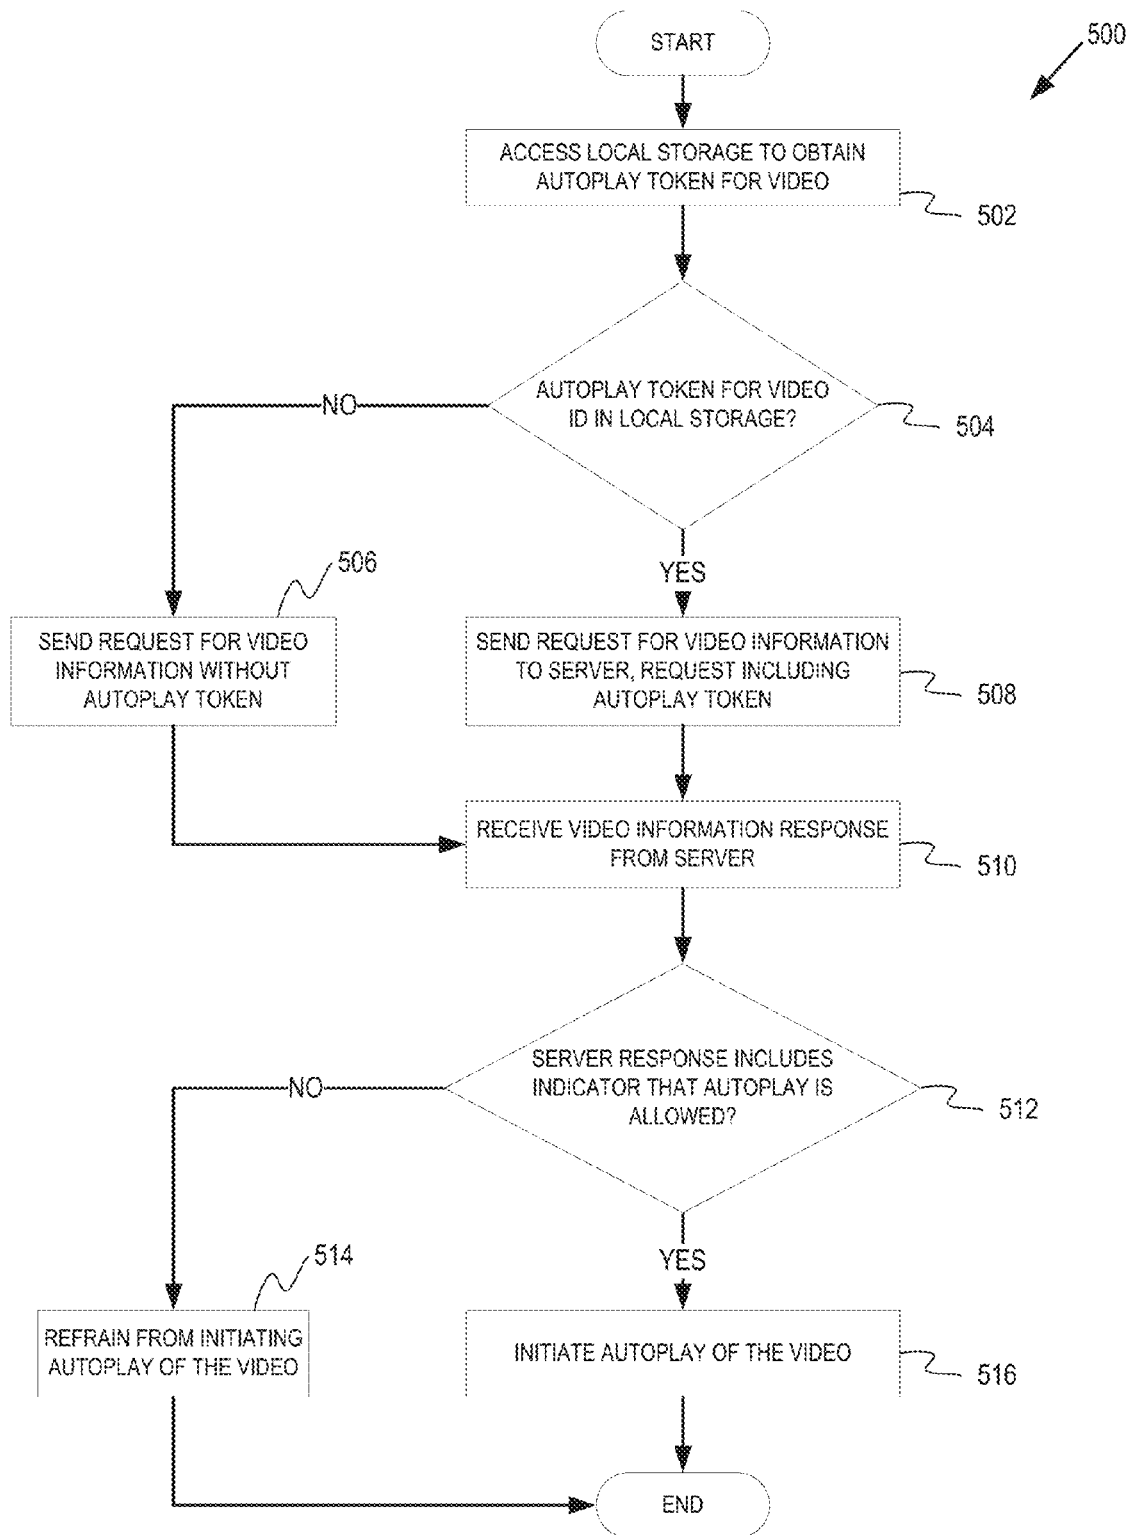 START
500
ACCESS LOCAL STORAGE TO OBTAIN
AUTOPLAY TOKEN FOR VIDEO
502
AUTOPLAY TOKEN FOR VIDEO
ID IN LOCAL STORAGE?
504
NO
YES
506
SEND REQUEST FOR VIDEO
INFORMATION WITHOUT
AUTOPLAY TOKEN
SEND REQUEST FOR VIDEO INFORMATION
TO SERVER, REQUEST INCLUDING
AUTOPLAY TOKEN
508
RECEIVE VIDEO INFORMATION RESPONSE
FROM SERVER
510
SERVER RESPONSE INCLUDES
INDICATOR THAT AUTOPLAY IS
ALLOWED?
512
NO
YES
514
REFRAIN FROM INITIATING
AUTOPLAY OF THE VIDEO
INITIATE AUTOPLAY OF THE VIDEO
516
END